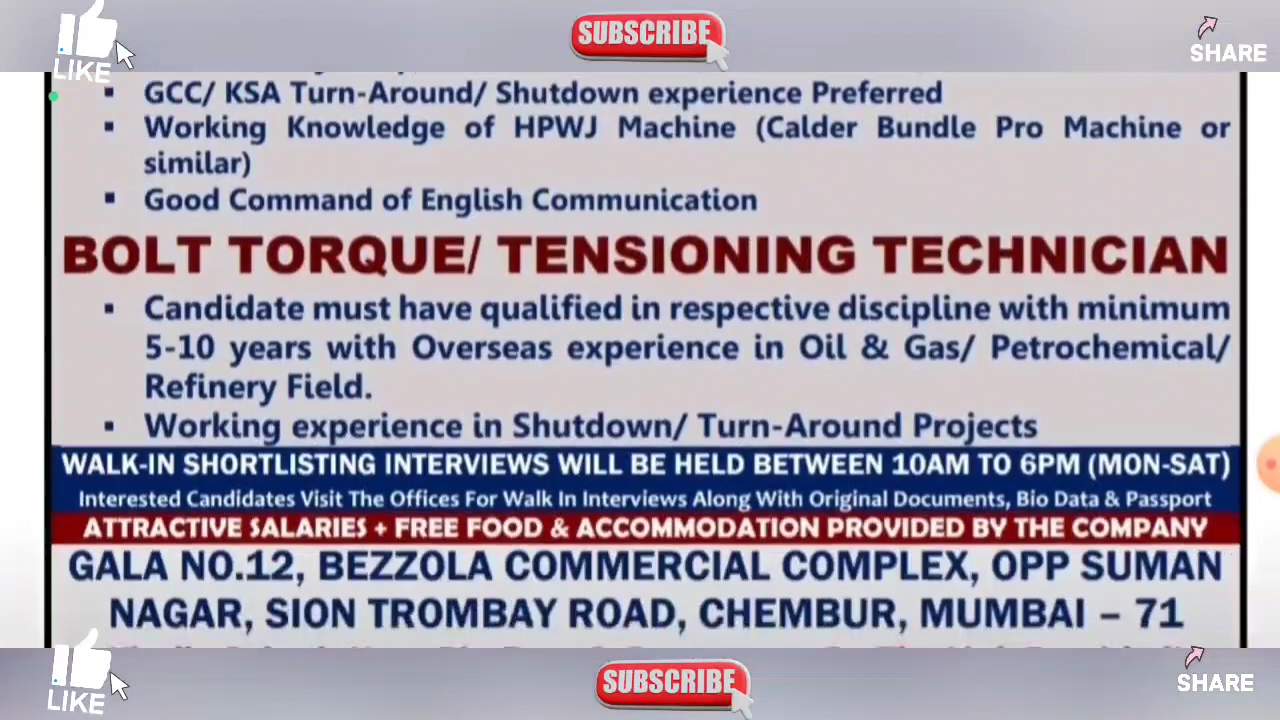 LIKE
SUBSCRIBE
SHARE
▪ GCC/ KSA Turn-Around/ Shutdown experience Preferred
▪ Working Knowledge of HPWJ Machine (Calder Bundle Pro Machine or
similar)
▪ Good Command of English Communication
BOLT TORQUE/ TENSIONING TECHNICIAN
▪ Candidate must have qualified in respective discipline with minimum
5-10 years with Overseas experience in Oil & Gas/ Petrochemical/
Refinery Field.
▪ Working experience in Shutdown/ Turn-Around Projects
WALK-IN SHORTLISTING INTERVIEWS WILL BE HELD BETWEEN 10AM TO 6PM (MON-SAT)
Interested Candidates Visit The Offices For Walk In Interviews Along With Original Documents, Bio Data & Passport
ATTRACTIVE SALARIES + FREE FOOD & ACCOMMODATION PROVIDED BY THE COMPANY
GALA NO.12, BEZZOLA COMMERCIAL COMPLEX, OPP SUMAN
NAGAR, SION TROMBAY ROAD, CHEMBUR, MUMBAI – 71
LIKE
SUBSCRIBE
SHARE